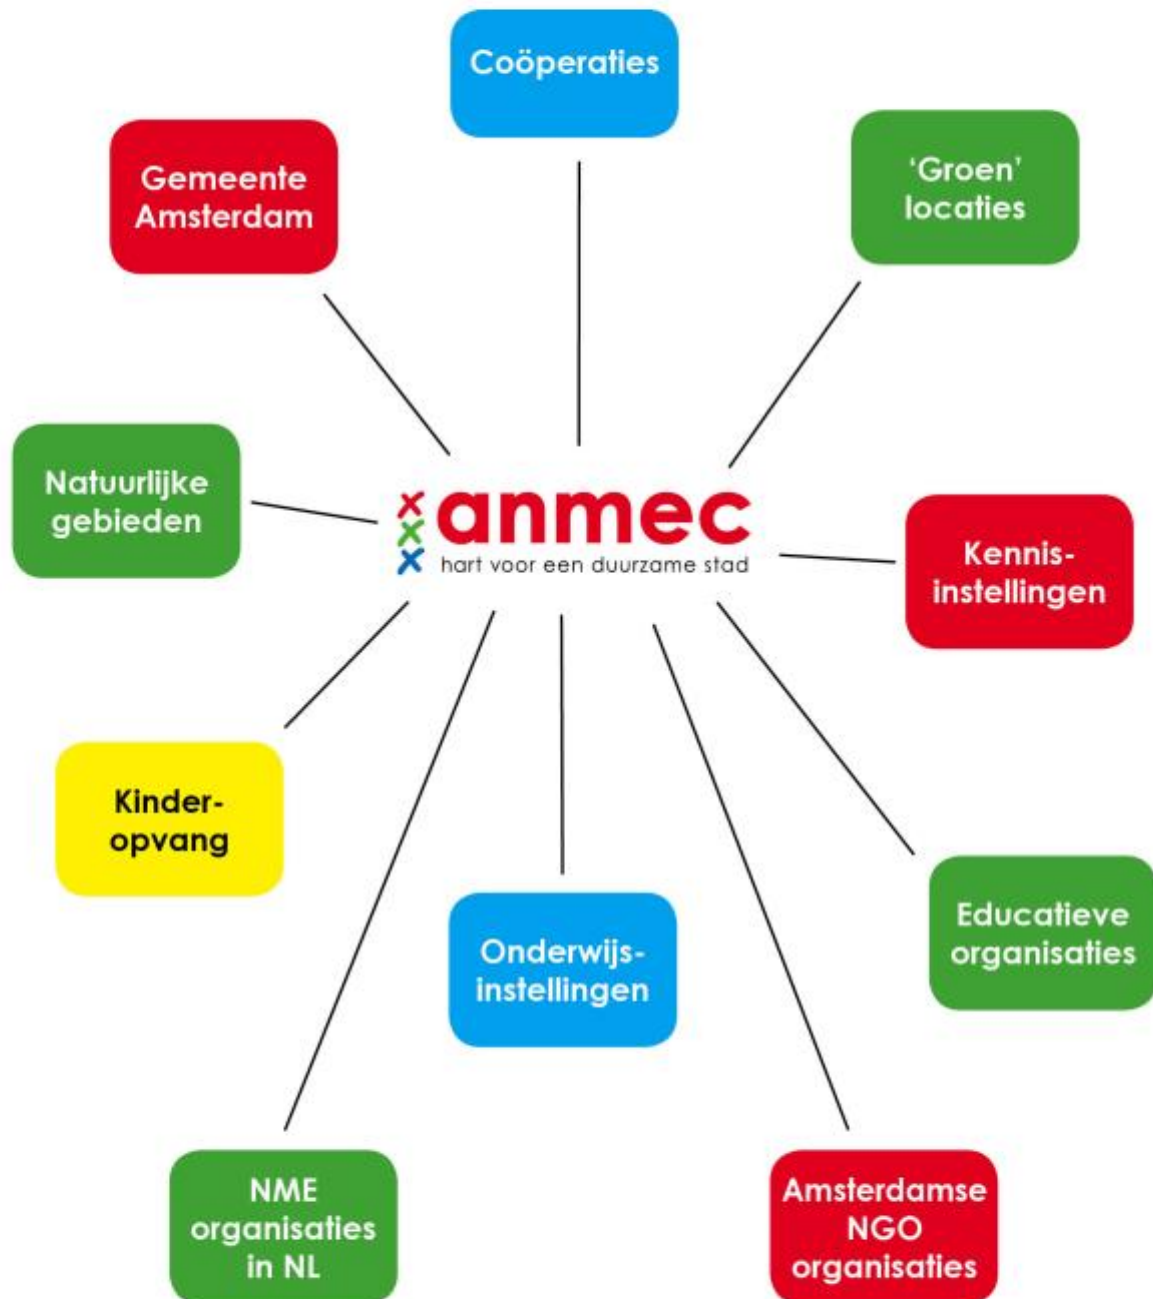 Coöperaties
Gemeente
Amsterdam
‘Groen’
locaties
Natuurlijke
gebieden
anmec
hart voor een duurzame stad
Kennis-
instellingen
Kinder-
opvang
Onderwijs-
instellingen
Educatieve
organisaties
NME
organisaties
in NL
Amsterdamse
NGO
organisaties